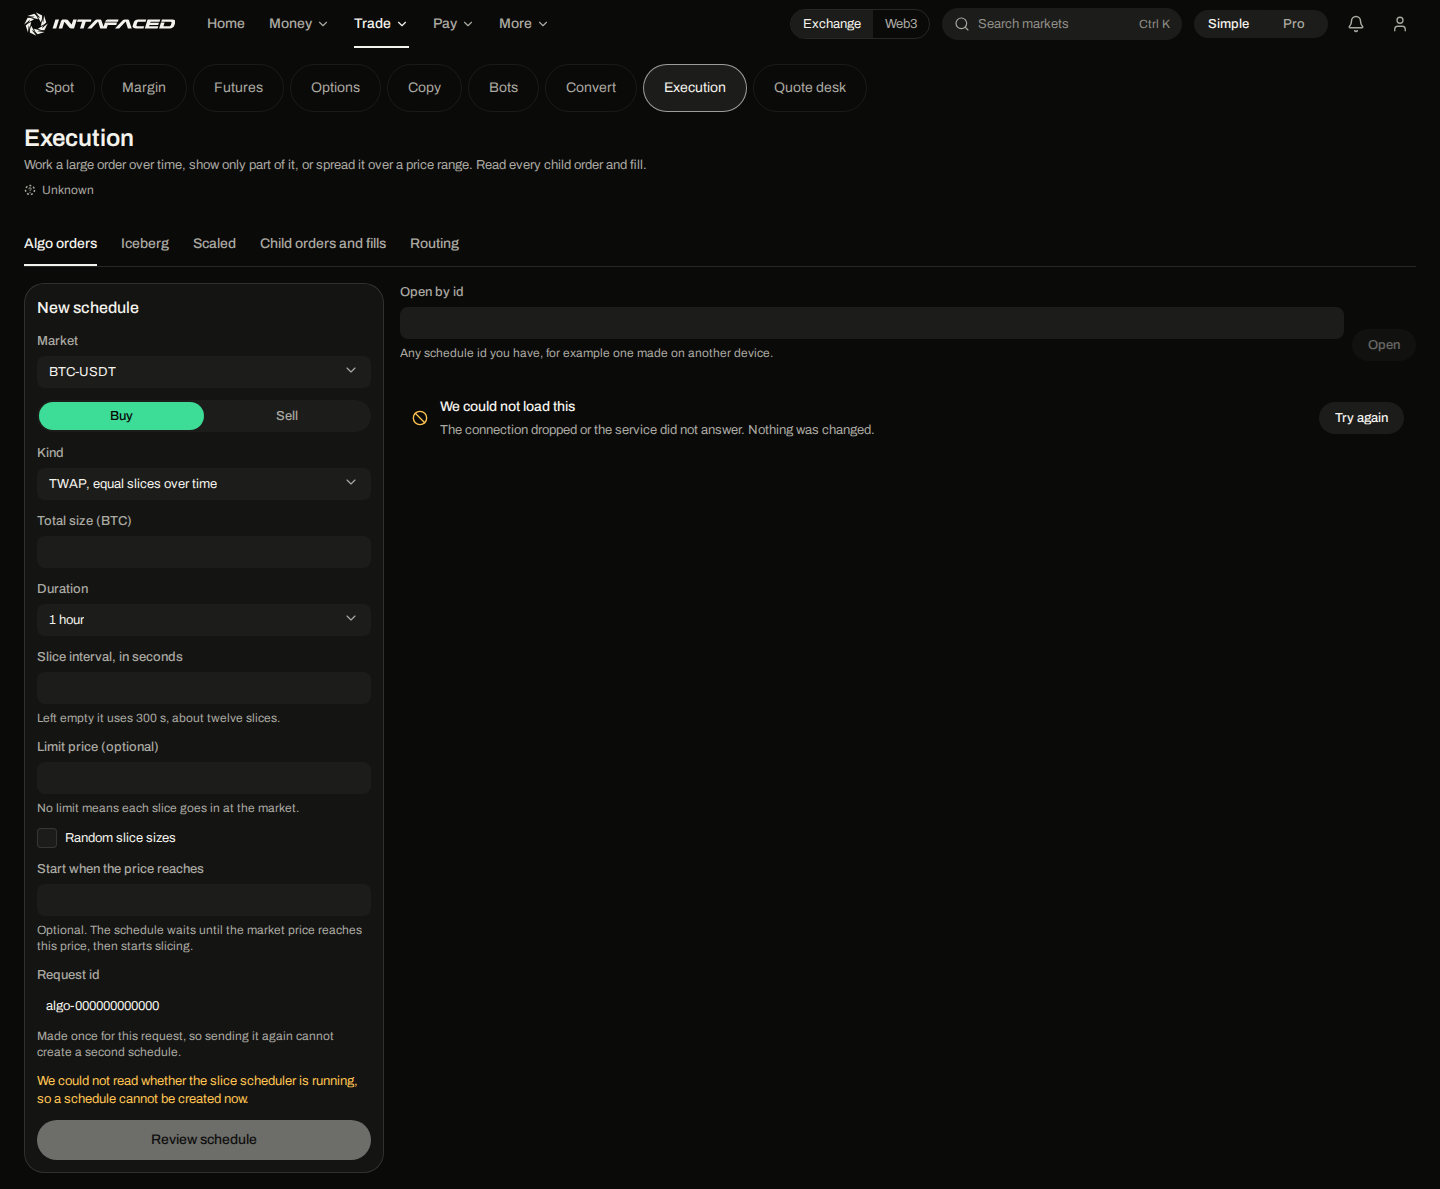 INTAFACED
Home
Money
Trade
Pay
More
Exchange
Web3
Search markets
Ctrl K
Simple
Pro
Spot
Margin
Futures
Options
Copy
Bots
Convert
Execution
Quote desk
Execution
Work a large order over time, show only part of it, or spread it over a price range. Read every child order and fill.
Unknown
Algo orders
Iceberg
Scaled
Child orders and fills
Routing
New schedule
Market
BTC-USDT
Buy
Sell
Kind
TWAP, equal slices over time
Total size (BTC)
Duration
1 hour
Slice interval, in seconds
Left empty it uses 300 s, about twelve slices.
Limit price (optional)
No limit means each slice goes in at the market.
Random slice sizes
Start when the price reaches
Optional. The schedule waits until the market price reaches
this price, then starts slicing.
Request id
algo-000000000000
Made once for this request, so sending it again cannot
create a second schedule.
We could not read whether the slice scheduler is running,
so a schedule cannot be created now.
Review schedule
Open by id
Any schedule id you have, for example one made on another device.
Open
We could not load this
The connection dropped or the service did not answer. Nothing was changed.
Try again